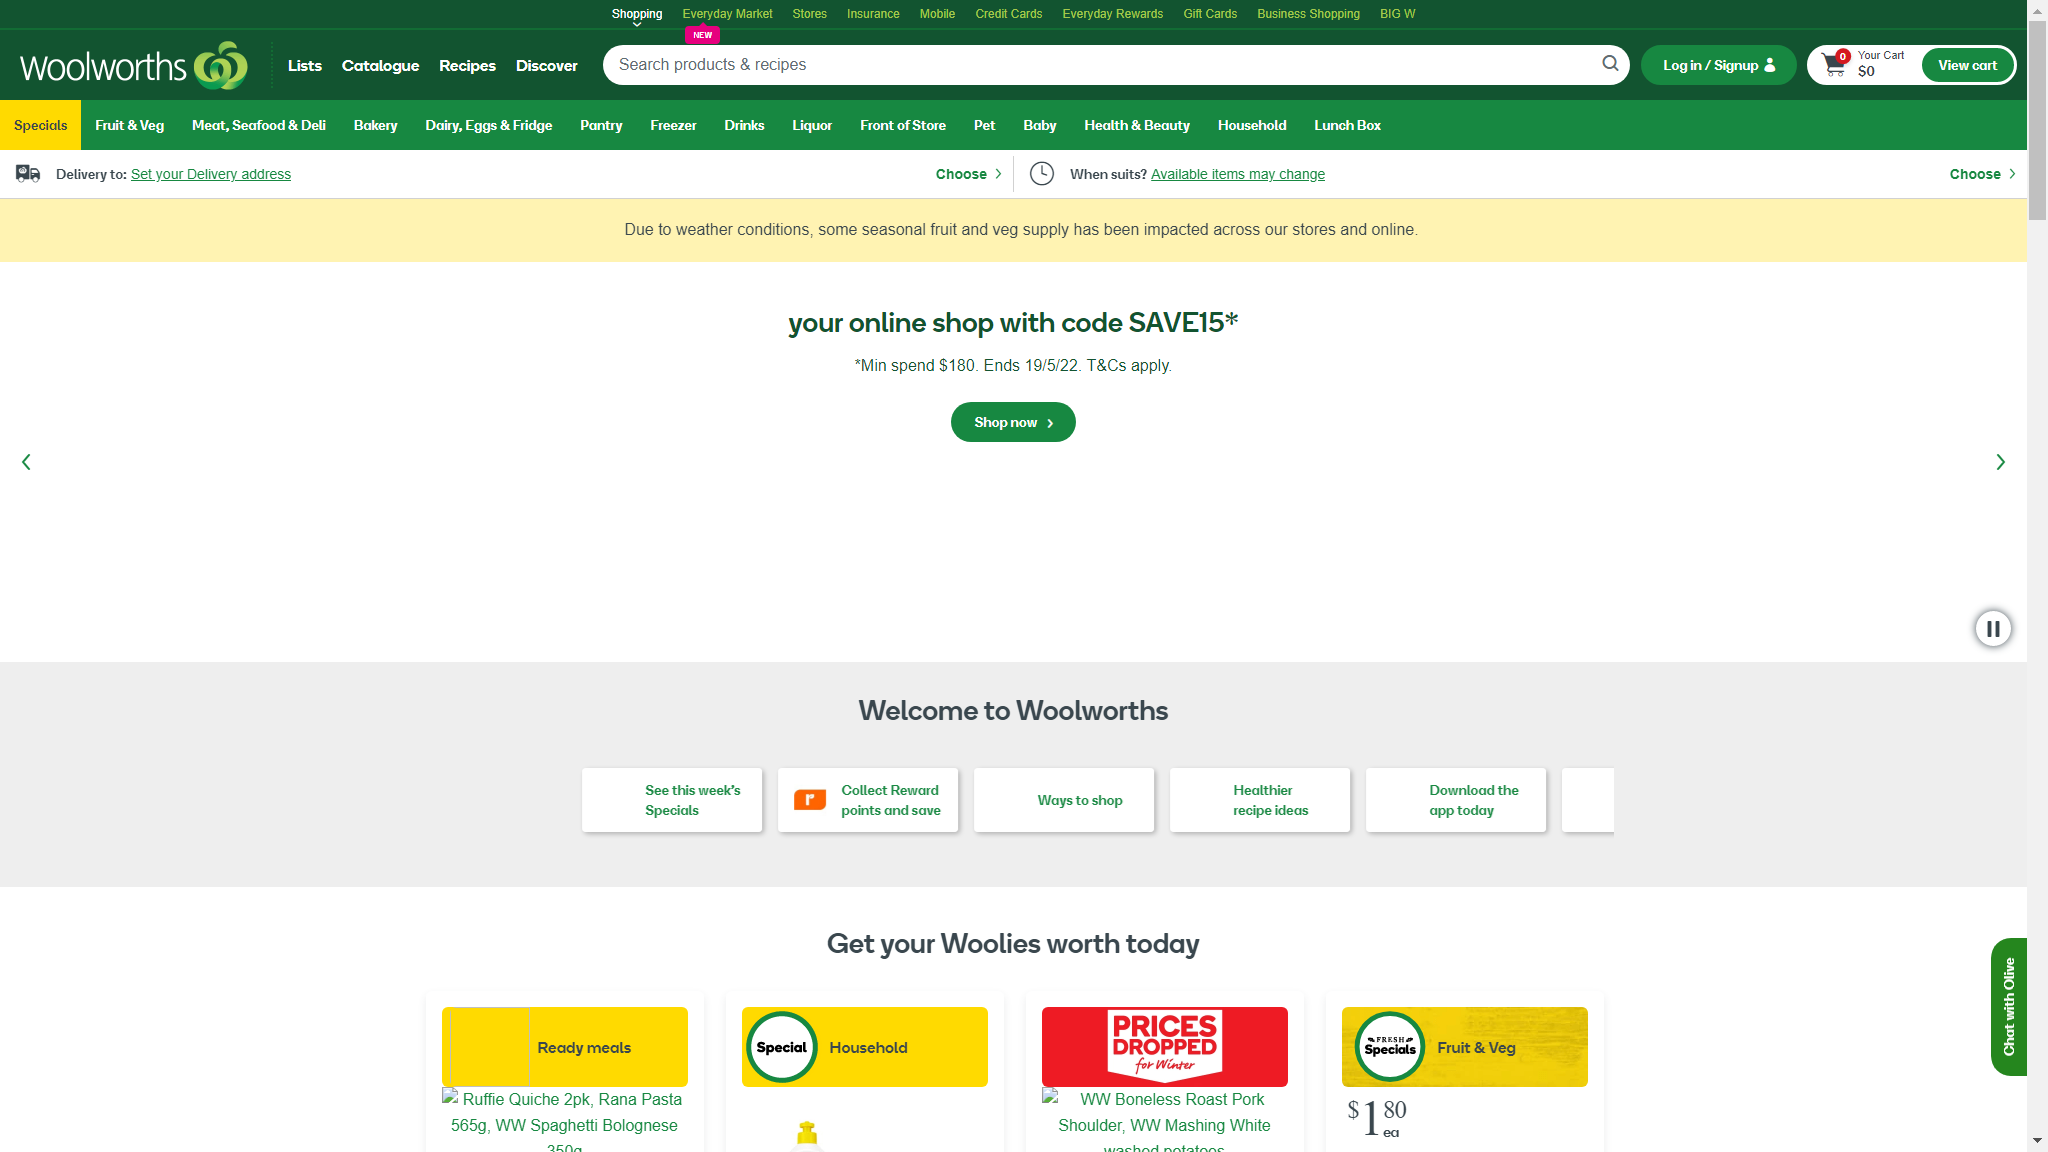 Shopping Everyday Market Stores Insurance Mobile Credit Cards Everyday Rewards Gift Cards Business Shopping BIG W
NEW
Woolworths Lists Catalogue Recipes Discover Search products & recipes Log in / Signup 0 Your Cart $0 View cart
Specials Fruit & Veg Meat, Seafood & Deli Bakery Dairy, Eggs & Fridge Pantry Freezer Drinks Liquor Front of Store Pet Baby Health & Beauty Household Lunch Box
Delivery to: Set your Delivery address Choose When suits? Available items may change Choose
Due to weather conditions, some seasonal fruit and veg supply has been impacted across our stores and online.
your online shop with code SAVE15*
*Min spend $180. Ends 19/5/22. T&Cs apply.
Shop now
Welcome to Woolworths
See this week's
Specials
Collect Reward
points and save
Ways to shop
Healthier
recipe ideas
Download the
app today
Get your Woolies worth today
Chat with Olive
Ready meals
Ruffie Quiche 2pk, Rana Pasta
565g, WW Spaghetti Bolognese
350g
Special Household
PRICES
DROPPED
for Winter
WW Boneless Roast Pork
Shoulder, WW Mashing White
washed potatoes
FRESH
Specials
Fruit & Veg
$1 80
ea